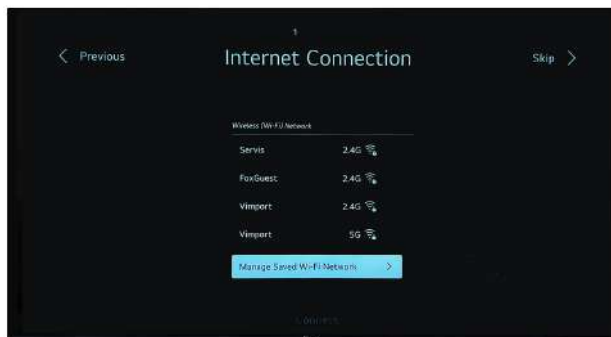 1
Previous
Internet Connection
Skip
Wireless (Wi-Fi) Network
Servis 2.4G
FoxGuest 2.4G
Vimport 2.4G
Vimport 5G
Manage Saved Wi-Fi Network